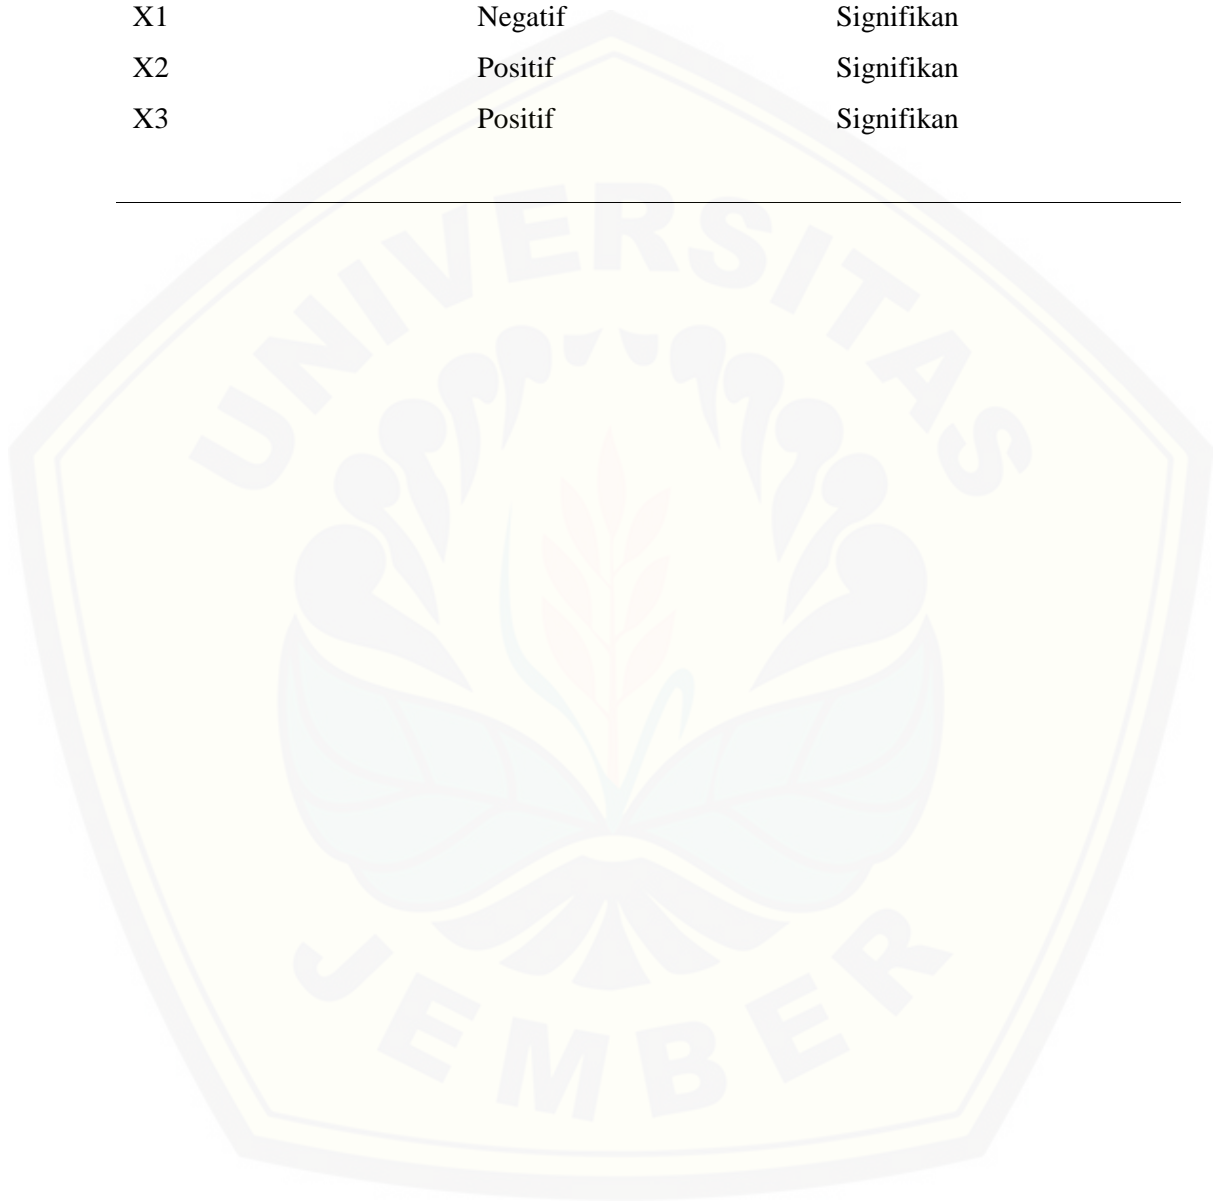 X1 Negatif Signifikan
X2 Positif Signifikan
X3 Positif Signifikan
UNIVERSITAS
JEMBER